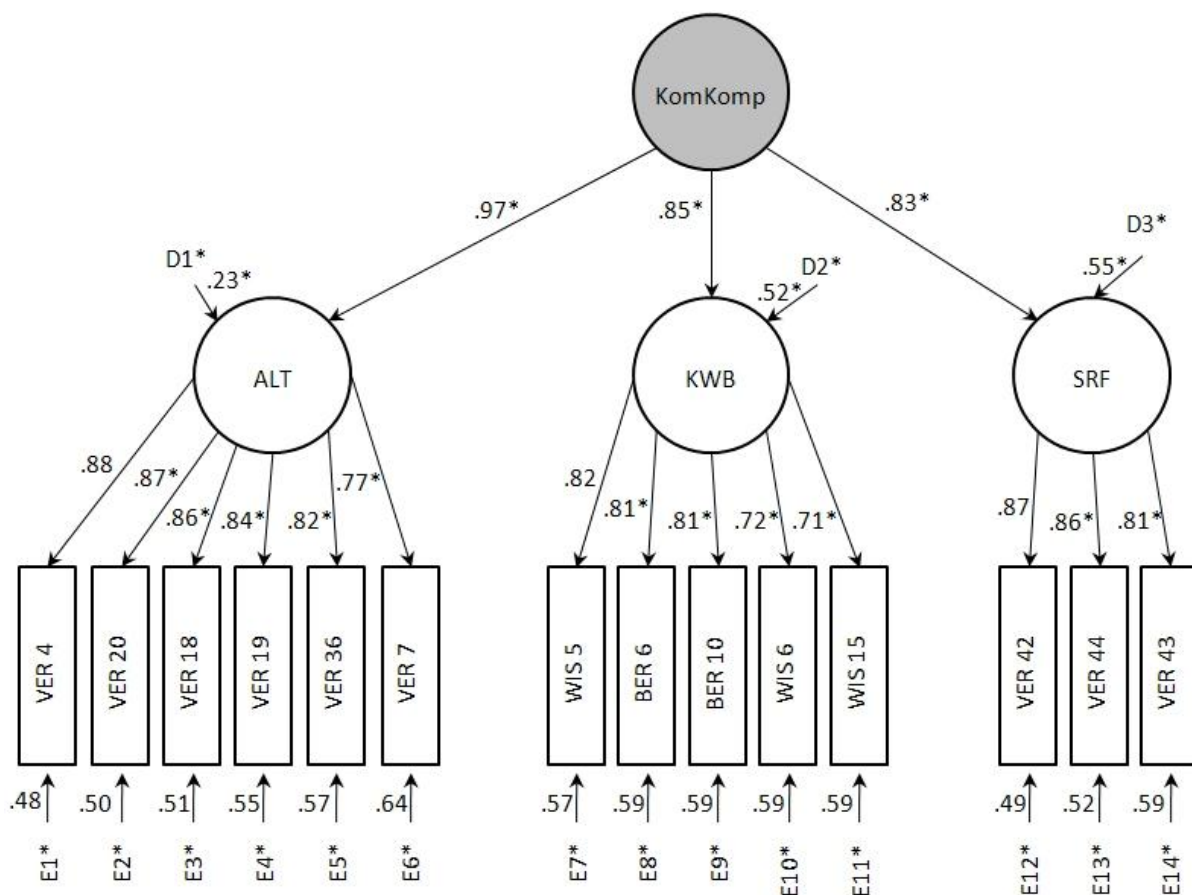 KomKomp
.97*
.85*
.83*
D1*
.23*
D2*
.52*
D3*
.55*
ALT
KWB
SRF
.88
.87*
.86*
.84*
.82*
.77*
.82
.81*
.81*
.72*
.71*
.87
.86*
.81*
VER 4
VER 20
VER 18
VER 19
VER 36
VER 7
WIS 5
BER 6
BER 10
WIS 6
WIS 15
VER 42
VER 44
VER 43
.48
.50
.51
.55
.57
.64
.57
.59
.59
.59
.59
.49
.52
.59
E1*
E2*
E3*
E4*
E5*
E6*
E7*
E8*
E9*
E10*
E11*
E12*
E13*
E14*